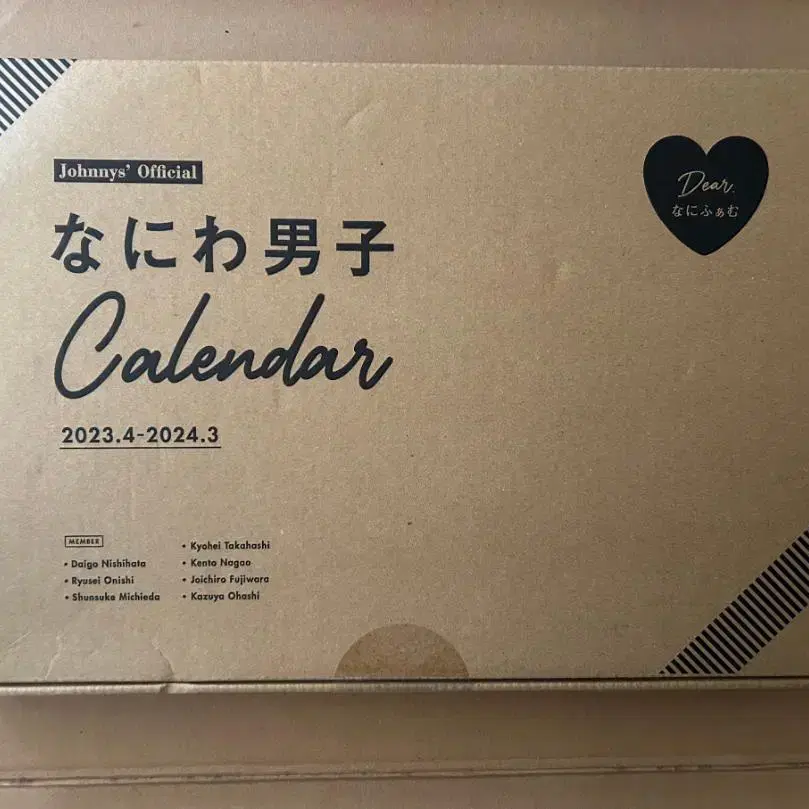 Johnnys' Official
なにわ男子
Calendar
2023.4-2024.3
Dear.
なにふぁむ
MEMBER
• Daigo Nishihata
• Ryusei Onishi
• Shunsuke Michieda
• Kyohei Takahashi
• Kento Nagao
• Joichiro Fujiwara
• Kazuya Ohashi